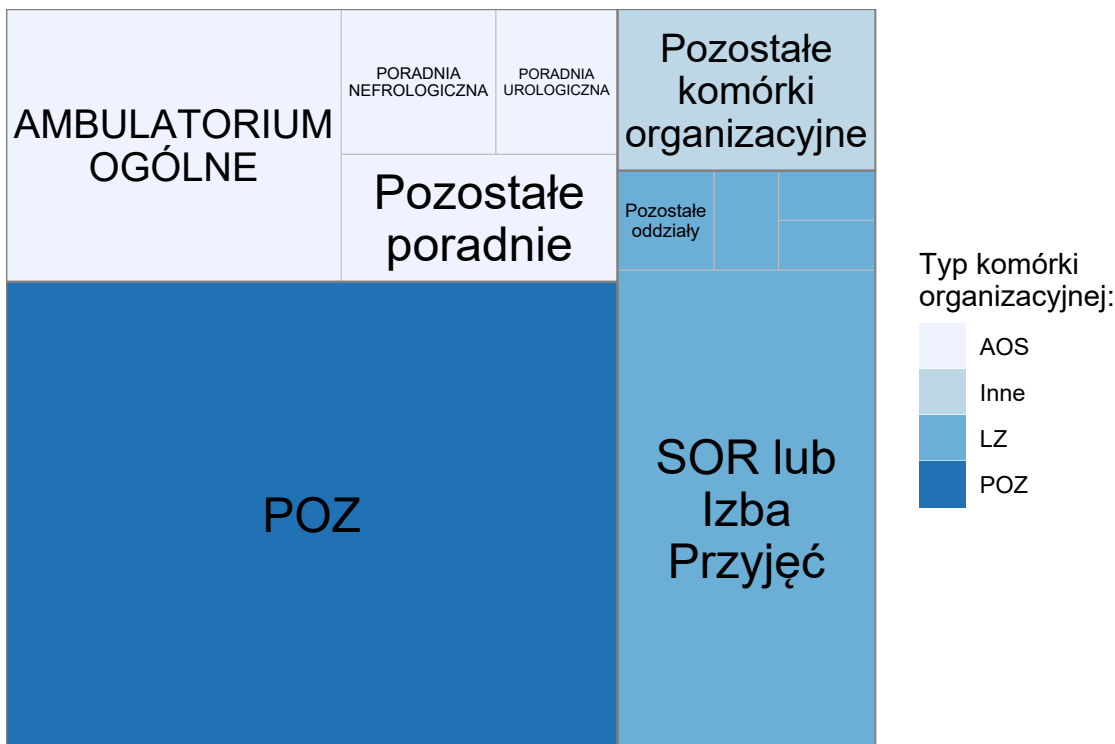 AMBULATORIUM
OGÓLNE
PORADNIA
NEFROLOGICZNA
PORADNIA
UROLOGICZNA
Pozostałe
poradnie
Pozostałe
komórki
organizacyjne
Pozostałe
oddziały
POZ
SOR lub
Izba
Przyjęć
Typ komórki
organizacyjnej:
AOS
Inne
LZ
POZ